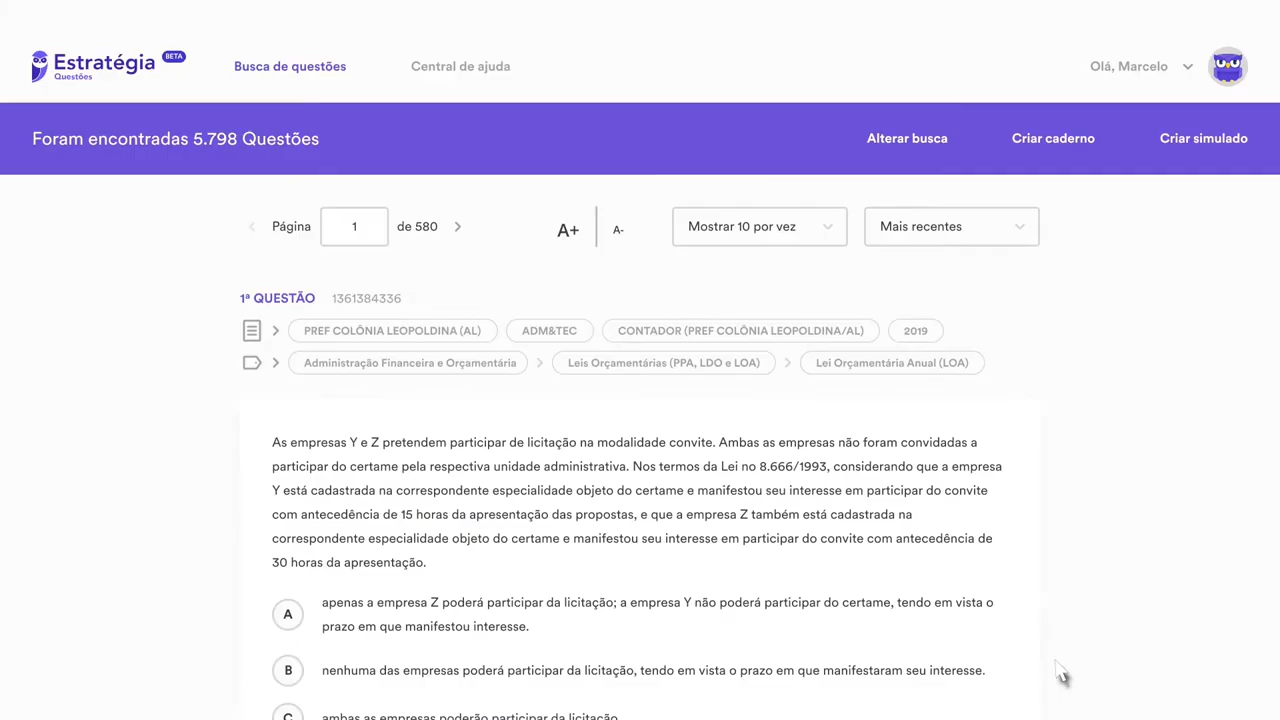 Estratégia BETA
Questões
Busca de questões
Central de ajuda
Olá, Marcelo
Foram encontradas 5.798 Questões
Alterar busca
Criar caderno
Criar simulado
Página 1 de 580
A+ A-
Mostrar 10 por vez
Mais recentes
1ª QUESTÃO 1361384336
PREF COLÔNIA LEOPOLDINA (AL) ADM&TEC CONTADOR (PREF COLÔNIA LEOPOLDINA/AL) 2019
Administração Financeira e Orçamentária Leis Orçamentárias (PPA, LDO e LOA) Lei Orçamentária Anual (LOA)
As empresas Y e Z pretendem participar de licitação na modalidade convite. Ambas as empresas não foram convidadas a
participar do certame pela respectiva unidade administrativa. Nos termos da Lei no 8.666/1993, considerando que a empresa
Y está cadastrada na correspondente especialidade objeto do certame e manifestou seu interesse em participar do convite
com antecedência de 15 horas da apresentação das propostas, e que a empresa Z também está cadastrada na
correspondente especialidade objeto do certame e manifestou seu interesse em participar do convite com antecedência de
30 horas da apresentação.
A apenas a empresa Z poderá participar da licitação; a empresa Y não poderá participar do certame, tendo em vista o
prazo em que manifestou interesse.
B nenhuma das empresas poderá participar da licitação, tendo em vista o prazo em que manifestaram seu interesse.
C ambas as empresas poderão participar da licitação.